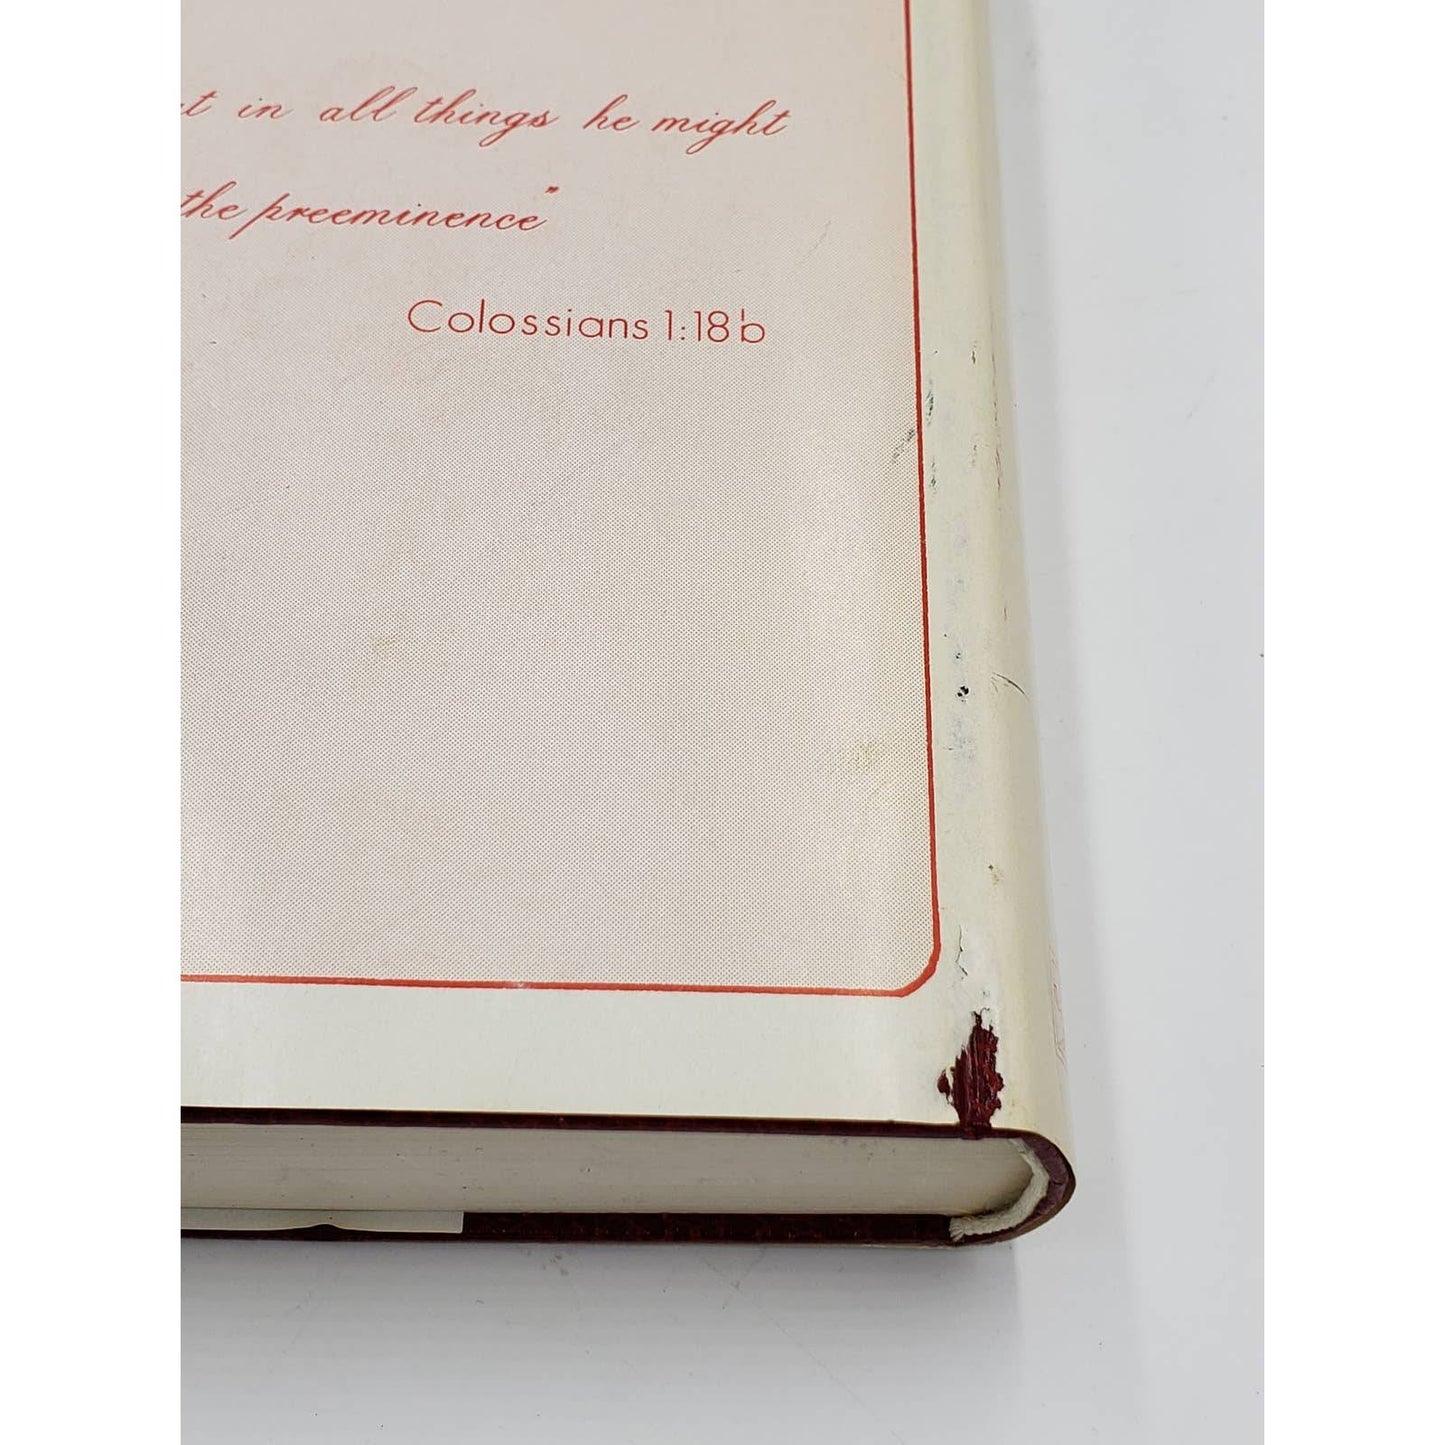 in all things he might
the preeminence"
Colossians 1:18b